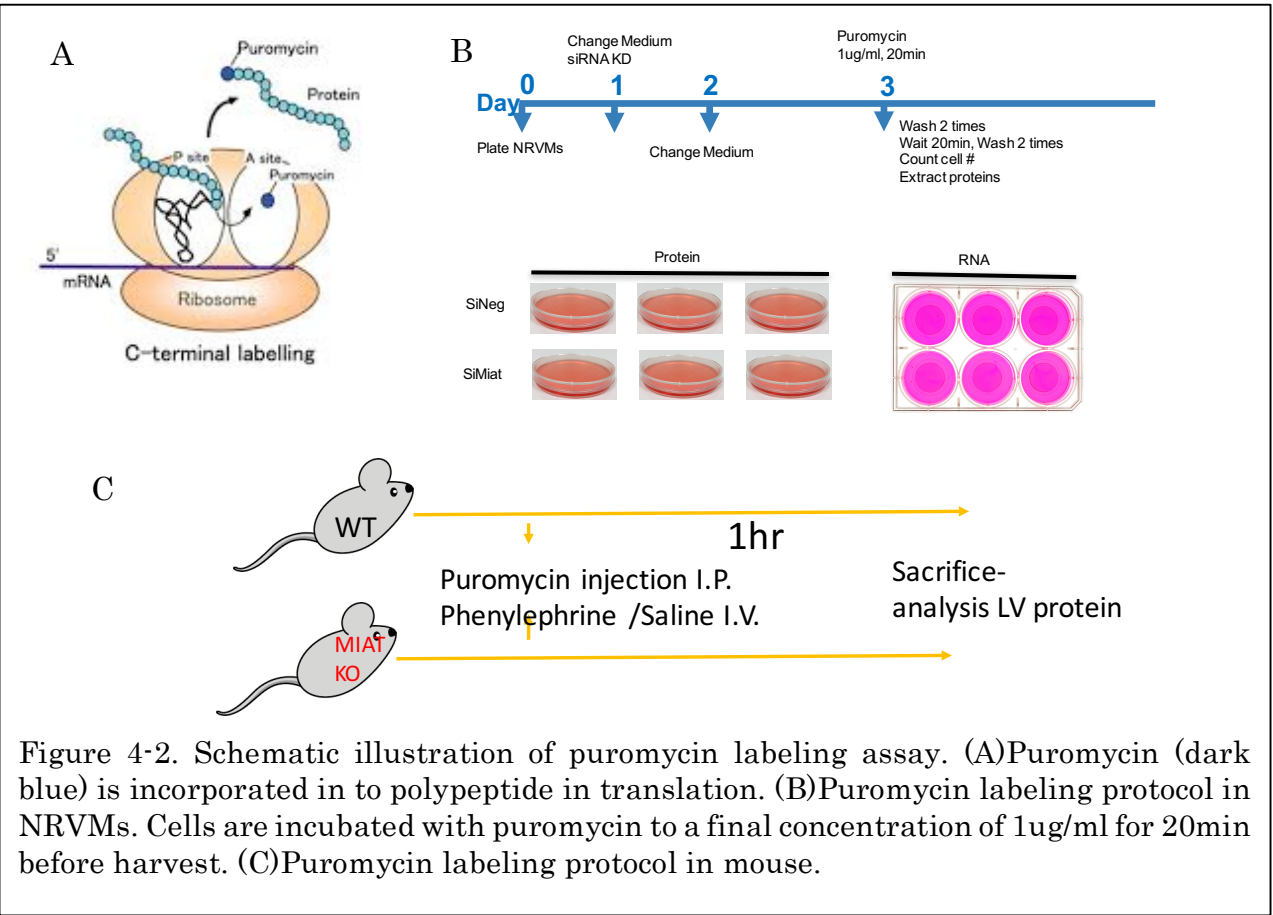 A
Puromycin
Protein
P site
A site
Puromycin
5'
mRNA
Ribosome
C-terminal labelling
B
Change Medium
siRNA KD
Puromycin
1ug/ml, 20min
Day 0 1 2 3
Plate NRVMs
Change Medium
Wash 2 times
Wait 20min, Wash 2 times
Count cell #
Extract proteins
Protein
RNA
SiNeg
SiMiat
C
WT
1hr
Puromycin injection I.P.
Phenylephrine /Saline I.V.
Sacrifice-
analysis LV protein
MIAT
KO
Figure 4-2. Schematic illustration of puromycin labeling assay. (A)Puromycin (dark
blue) is incorporated in to polypeptide in translation. (B)Puromycin labeling protocol in
NRVMs. Cells are incubated with puromycin to a final concentration of 1ug/ml for 20min
before harvest. (C)Puromycin labeling protocol in mouse.